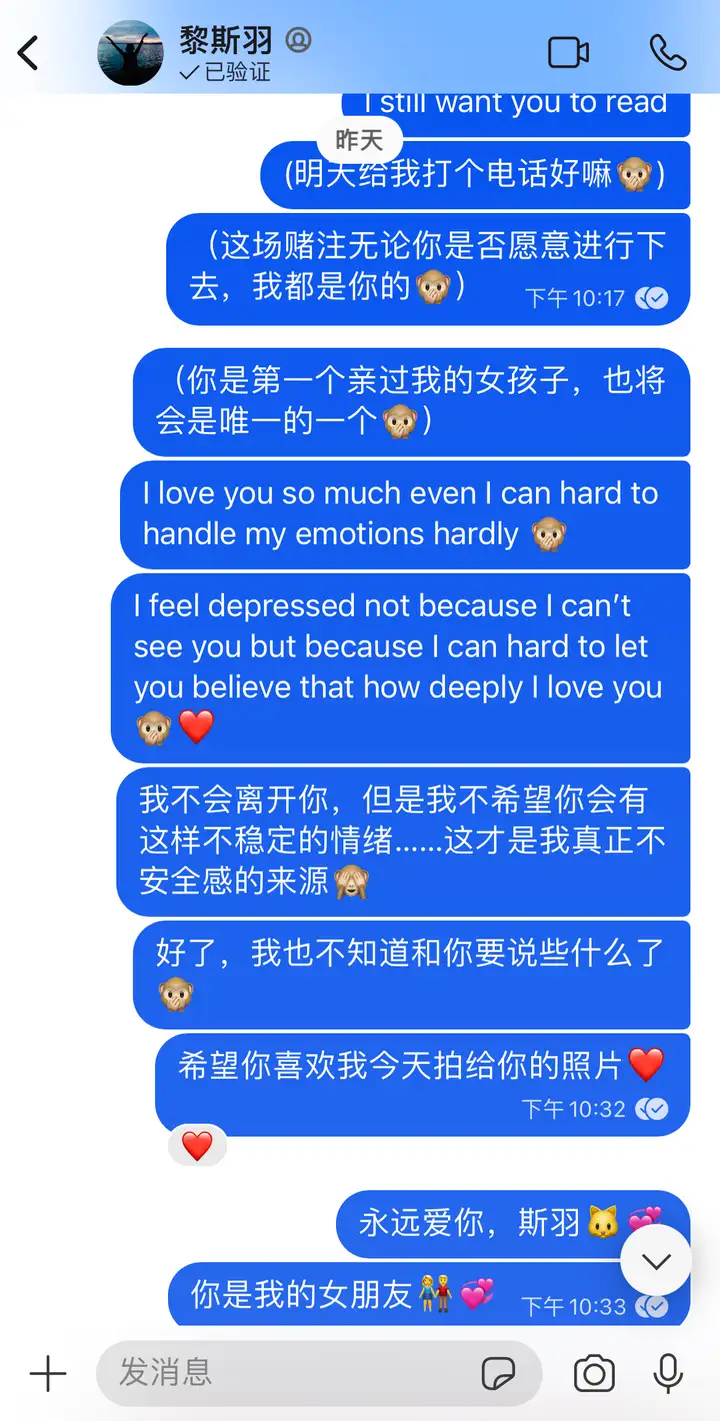 黎斯羽
已验证
I still want you to read
昨天
(明天给我打个电话好嘛🙊)
(这场赌注无论你是否愿意进行下
去，我都是你的🙊)
下午 10:17
(你是第一个亲过我的女孩子，也将
会是唯一的一个🙊)
I love you so much even I can hard to
handle my emotions hardly 🙊
I feel depressed not because I can't
see you but because I can hard to let
you believe that how deeply I love you
🙊❤️
我不会离开你，但是我不希望你会有
这样不稳定的情绪……这才是我真正不
安全感的来源🙈
好了，我也不知道和你要说些什么了
🙊
希望你喜欢我今天拍给你的照片❤️
下午 10:32
❤️
永远爱你，斯羽🐱💞
你是我的女朋友👫💞
下午 10:33
发消息